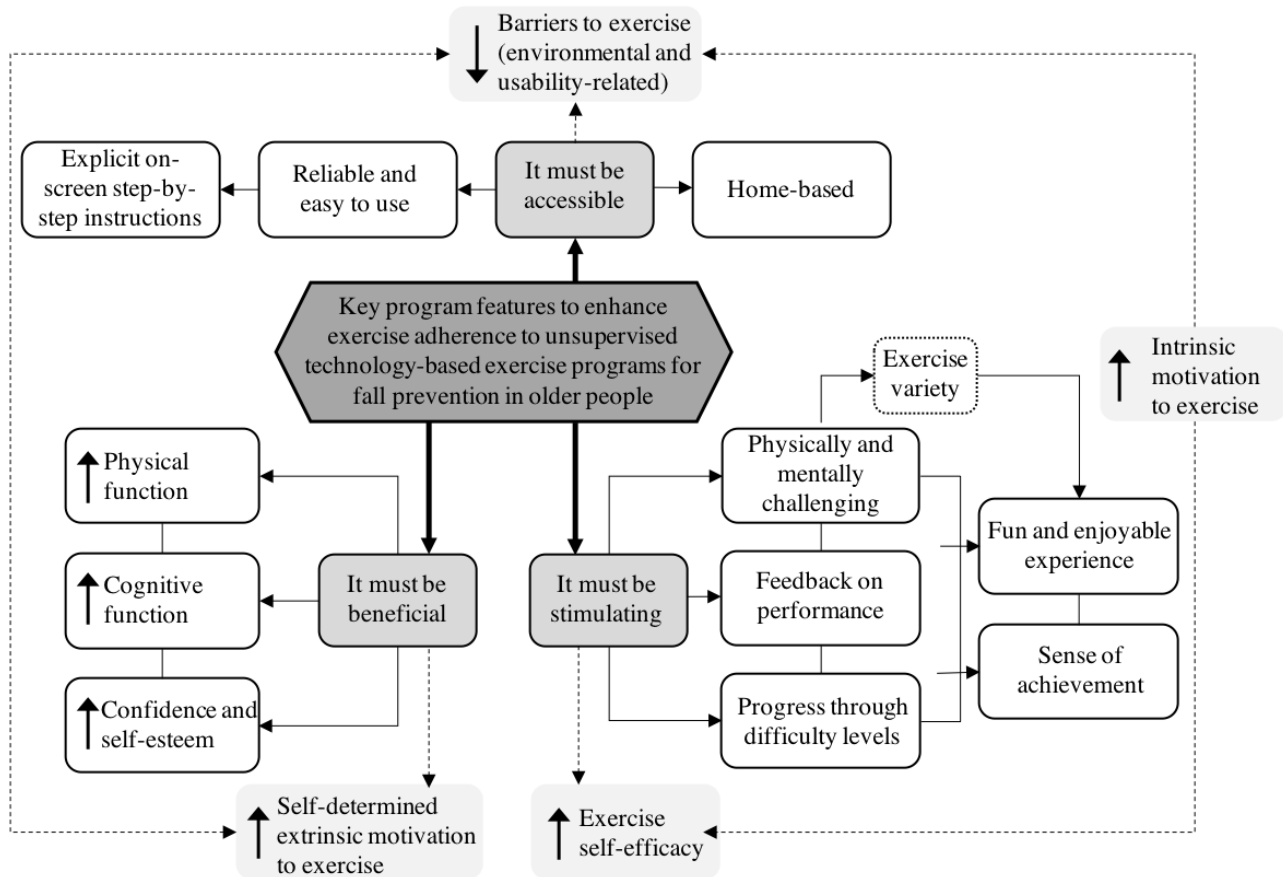 Barriers to exercise
(environmental and
usability-related)
Explicit on-
screen step-by-
step instructions
Reliable and
easy to use
It must be
accessible
Home-based
Key program features to enhance
exercise adherence to unsupervised
technology-based exercise programs for
fall prevention in older people
Exercise
variety
Intrinsic
motivation
to exercise
Physical
function
Physically and
mentally
challenging
Fun and enjoyable
experience
Cognitive
function
It must be
beneficial
It must be
stimulating
Feedback on
performance
Sense of
achievement
Confidence and
self-esteem
Progress through
difficulty levels
Self-determined
extrinsic motivation
to exercise
Exercise
self-efficacy